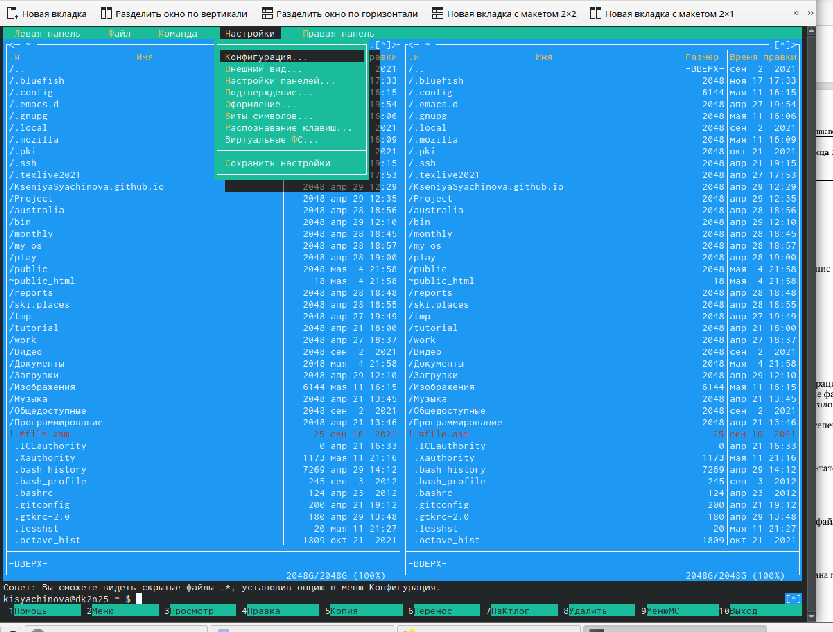 Новая вкладка Разделить окно по вертикали Разделить окно по горизонтали Новая вкладка с макетом 2×2 Новая вкладка с макетом 2×1 » »
Левая панель Файл Команда Настройки Правая панель
<- ~ .[^]> <- ~ .[^]>
.и Имя правки .и Имя Размер Время правки
Конфигурация...
Внешний вид...
Настройки панелей...
Подтверждение...
Оформление...
Биты символов...
Распознавание клавиш...
Виртуальные ФС...
Сохранить настройки
/.. 2021 /.. -ВВЕРХ- сен 2 2021
/.bluefish 17:33 /.bluefish 2048 ноя 17 17:33
/.config 16:15 /.config 6144 мая 11 16:15
/.emacs.d 19:54 /.emacs.d 2048 апр 27 19:54
/.gnupg 16:06 /.gnupg 2048 мая 11 16:06
/.local 2021 /.local 2048 сен 2 2021
/.mozilla 16:09 /.mozilla 2048 мая 11 16:09
/.pki 2021 /.pki 2048 окт 21 2021
/.ssh 19:15 /.ssh 2048 апр 21 19:15
/.texlive2021 17:53 /.texlive2021 2048 апр 27 17:53
/KseniyaSyachinova.github.io 2048 апр 29 12:29 /KseniyaSyachinova.github.io 2048 апр 29 12:29
/Project 2048 апр 29 12:35 /Project 2048 апр 29 12:35
/australia 2048 апр 28 18:56 /australia 2048 апр 28 18:56
/bin 2048 апр 29 12:10 /bin 2048 апр 29 12:10
/monthly 2048 апр 28 18:45 /monthly 2048 апр 28 18:45
/my os 2048 апр 28 18:57 /my os 2048 апр 28 18:57
/play 2048 апр 28 19:00 /play 2048 апр 28 19:00
/public 2048 мая 4 21:58 /public 2048 мая 4 21:58
~public_html 18 мая 4 21:58 ~public_html 18 мая 4 21:58
/reports 2048 апр 28 18:48 /reports 2048 апр 28 18:48
/ski.places 2048 апр 28 18:55 /ski.places 2048 апр 28 18:55
/tmp 2048 апр 27 19:49 /tmp 2048 апр 27 19:49
/tutorial 2048 апр 21 18:00 /tutorial 2048 апр 21 18:00
/work 2048 апр 27 18:37 /work 2048 апр 27 18:37
/Видео 2048 сен 2 2021 /Видео 2048 сен 2 2021
/Документы 2048 мая 4 21:58 /Документы 2048 мая 4 21:58
/Загрузки 2048 апр 29 12:10 /Загрузки 2048 апр 29 12:10
/Изображения 6144 мая 11 16:15 /Изображения 6144 мая 11 16:15
/Музыка 2048 апр 21 13:45 /Музыка 2048 апр 21 13:45
/Общедоступные 2048 сен 2 2021 /Общедоступные 2048 сен 2 2021
/Программирование 2048 апр 21 13:46 /Программирование 2048 апр 21 13:46
!.#file.asm 25 сен 2021 !.#file.asm 25 сен 2021
.ICEauthority 0 апр 21 16:33 .ICEauthority 0 апр 21 16:33
.Xauthority 1173 мая 11 21:16 .Xauthority 1173 мая 11 21:16
.bash_history 7269 апр 29 14:12 .bash_history 7269 апр 29 14:12
.bash_profile 245 сен 3 2012 .bash_profile 245 сен 3 2012
.bashrc 124 апр 23 2012 .bashrc 124 апр 23 2012
.gitconfig 200 апр 21 19:12 .gitconfig 200 апр 21 19:12
.gtkrc-2.0 180 апр 29 13:48 .gtkrc-2.0 180 апр 29 13:48
.lesshst 20 мая 11 21:27 .lesshst 20 мая 11 21:27
.octave_hist 1809 окт 21 2021 .octave_hist 1809 окт 21 2021
-ВВЕРХ- -ВВЕРХ-
2048G/2048G (100%) 2048G/2048G (100%)
Совет: Вы сможете видеть скрытые файлы .*, установив опцию в меню Конфигурация.
kisyachinova@dk2n25 ~ $ [^]
1Помощь 2Меню 3Просмотр 4Правка 5Копия 6Перенос 7НвКтлог 8Удалить 9МенюMC 10Выход